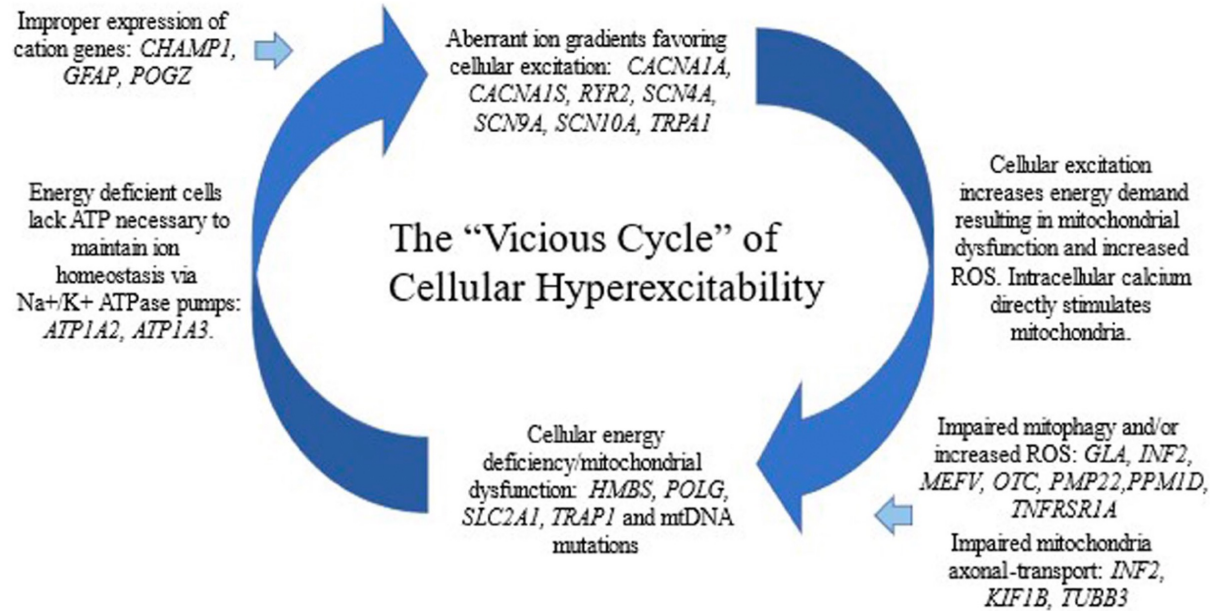 Improper expression of
cation genes: CHAMP1,
GFAP, POGZ
Aberrant ion gradients favoring
cellular excitation: CACNA1A,
CACNA1S, RYR2, SCN4A,
SCN9A, SCN10A, TRPA1
Cellular excitation
increases energy demand
resulting in mitochondrial
dysfunction and increased
ROS. Intracellular calcium
directly stimulates
mitochondria.
Energy deficient cells
lack ATP necessary to
maintain ion
homeostasis via
Na+/K+ ATPase pumps:
ATP1A2, ATP1A3.
The “Vicious Cycle” of
Cellular Hyperexcitability
Cellular energy
deficiency/mitochondrial
dysfunction: HMBS, POLG,
SLC2A1, TRAP1 and mtDNA
mutations
Impaired mitophagy and/or
increased ROS: GLA, INF2,
MEFV, OTC, PMP22,PPM1D,
TNFRSR1A
Impaired mitochondria
axonal-transport: INF2,
KIF1B, TUBB3